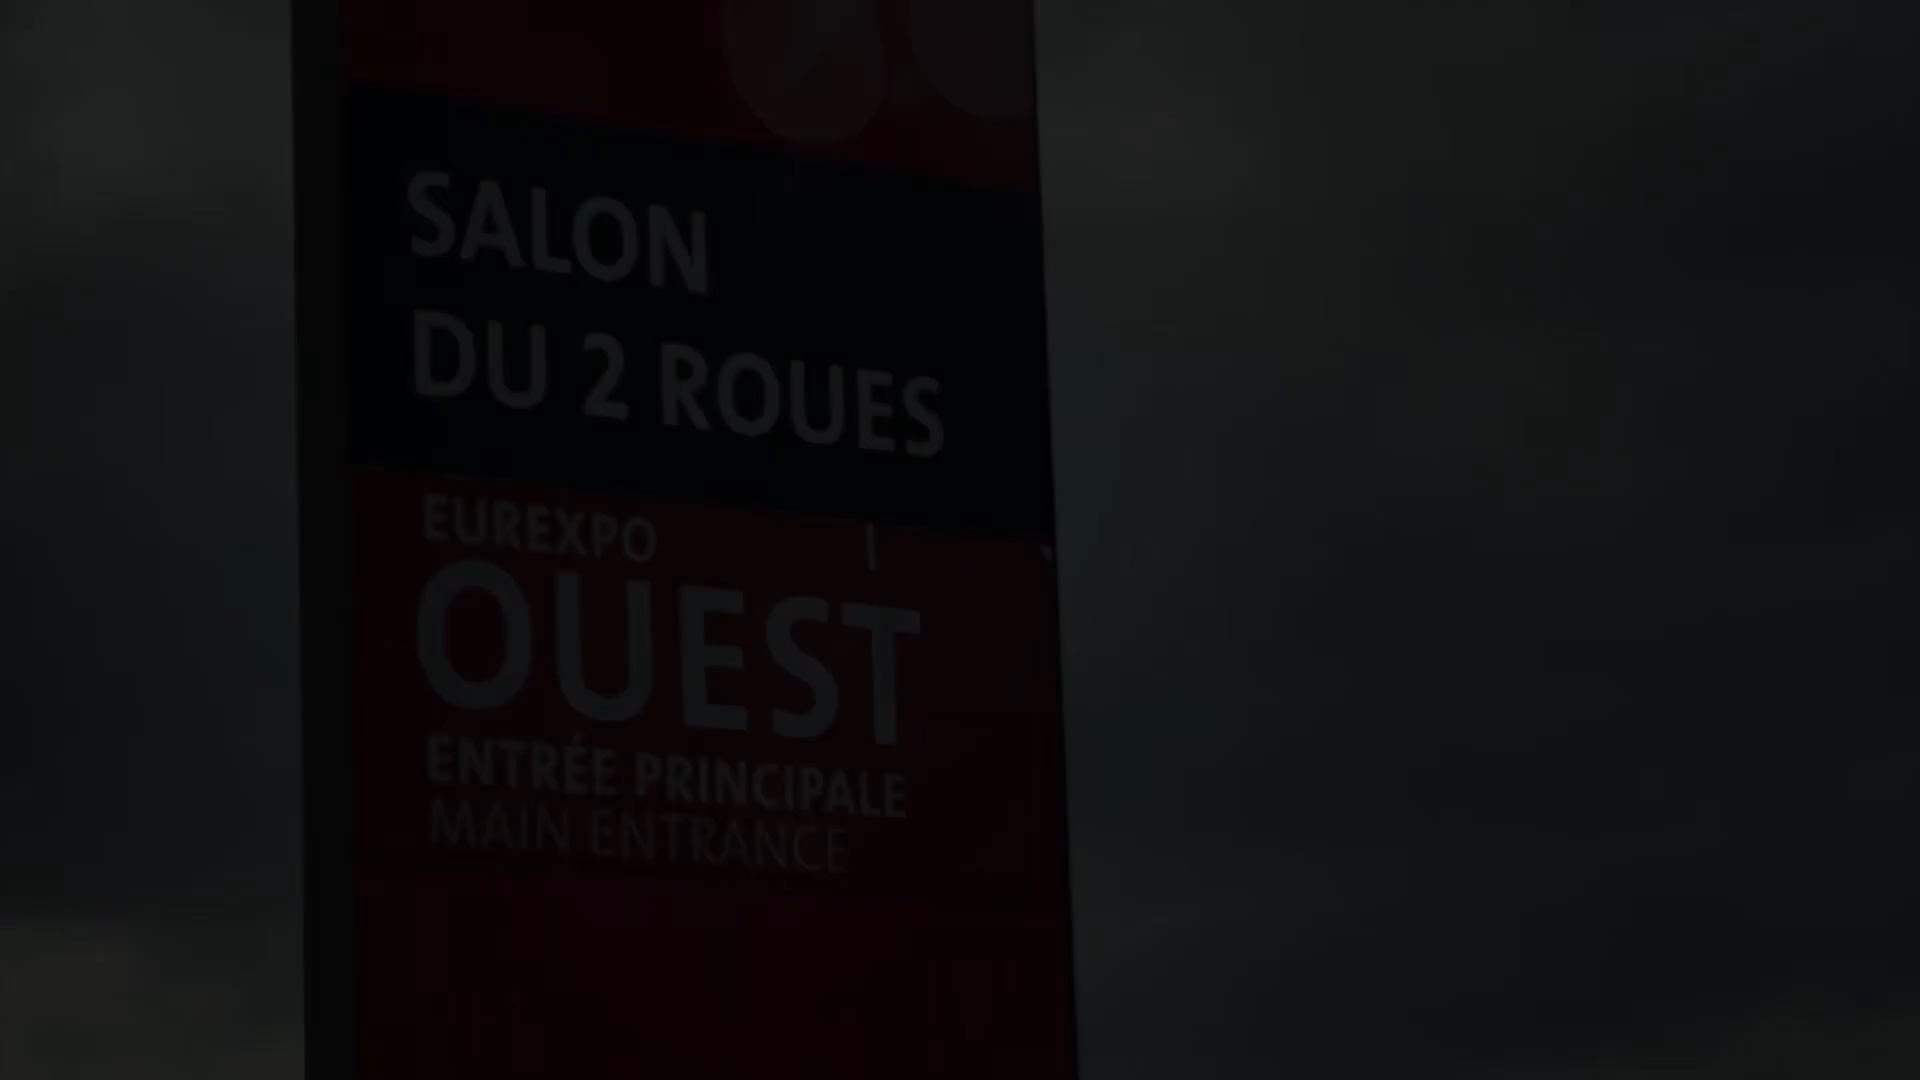 SALON
DU 2 ROUES
EUREXPO
OUEST
ENTRÉE PRINCIPALE
MAIN ENTRANCE